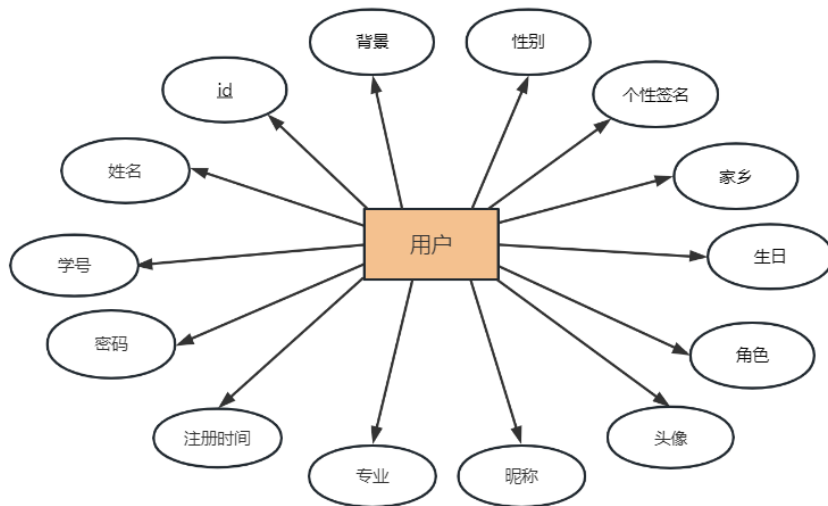 背景
性别
id
个性签名
姓名
家乡
用户
学号
生日
密码
角色
注册时间
头像
专业
昵称